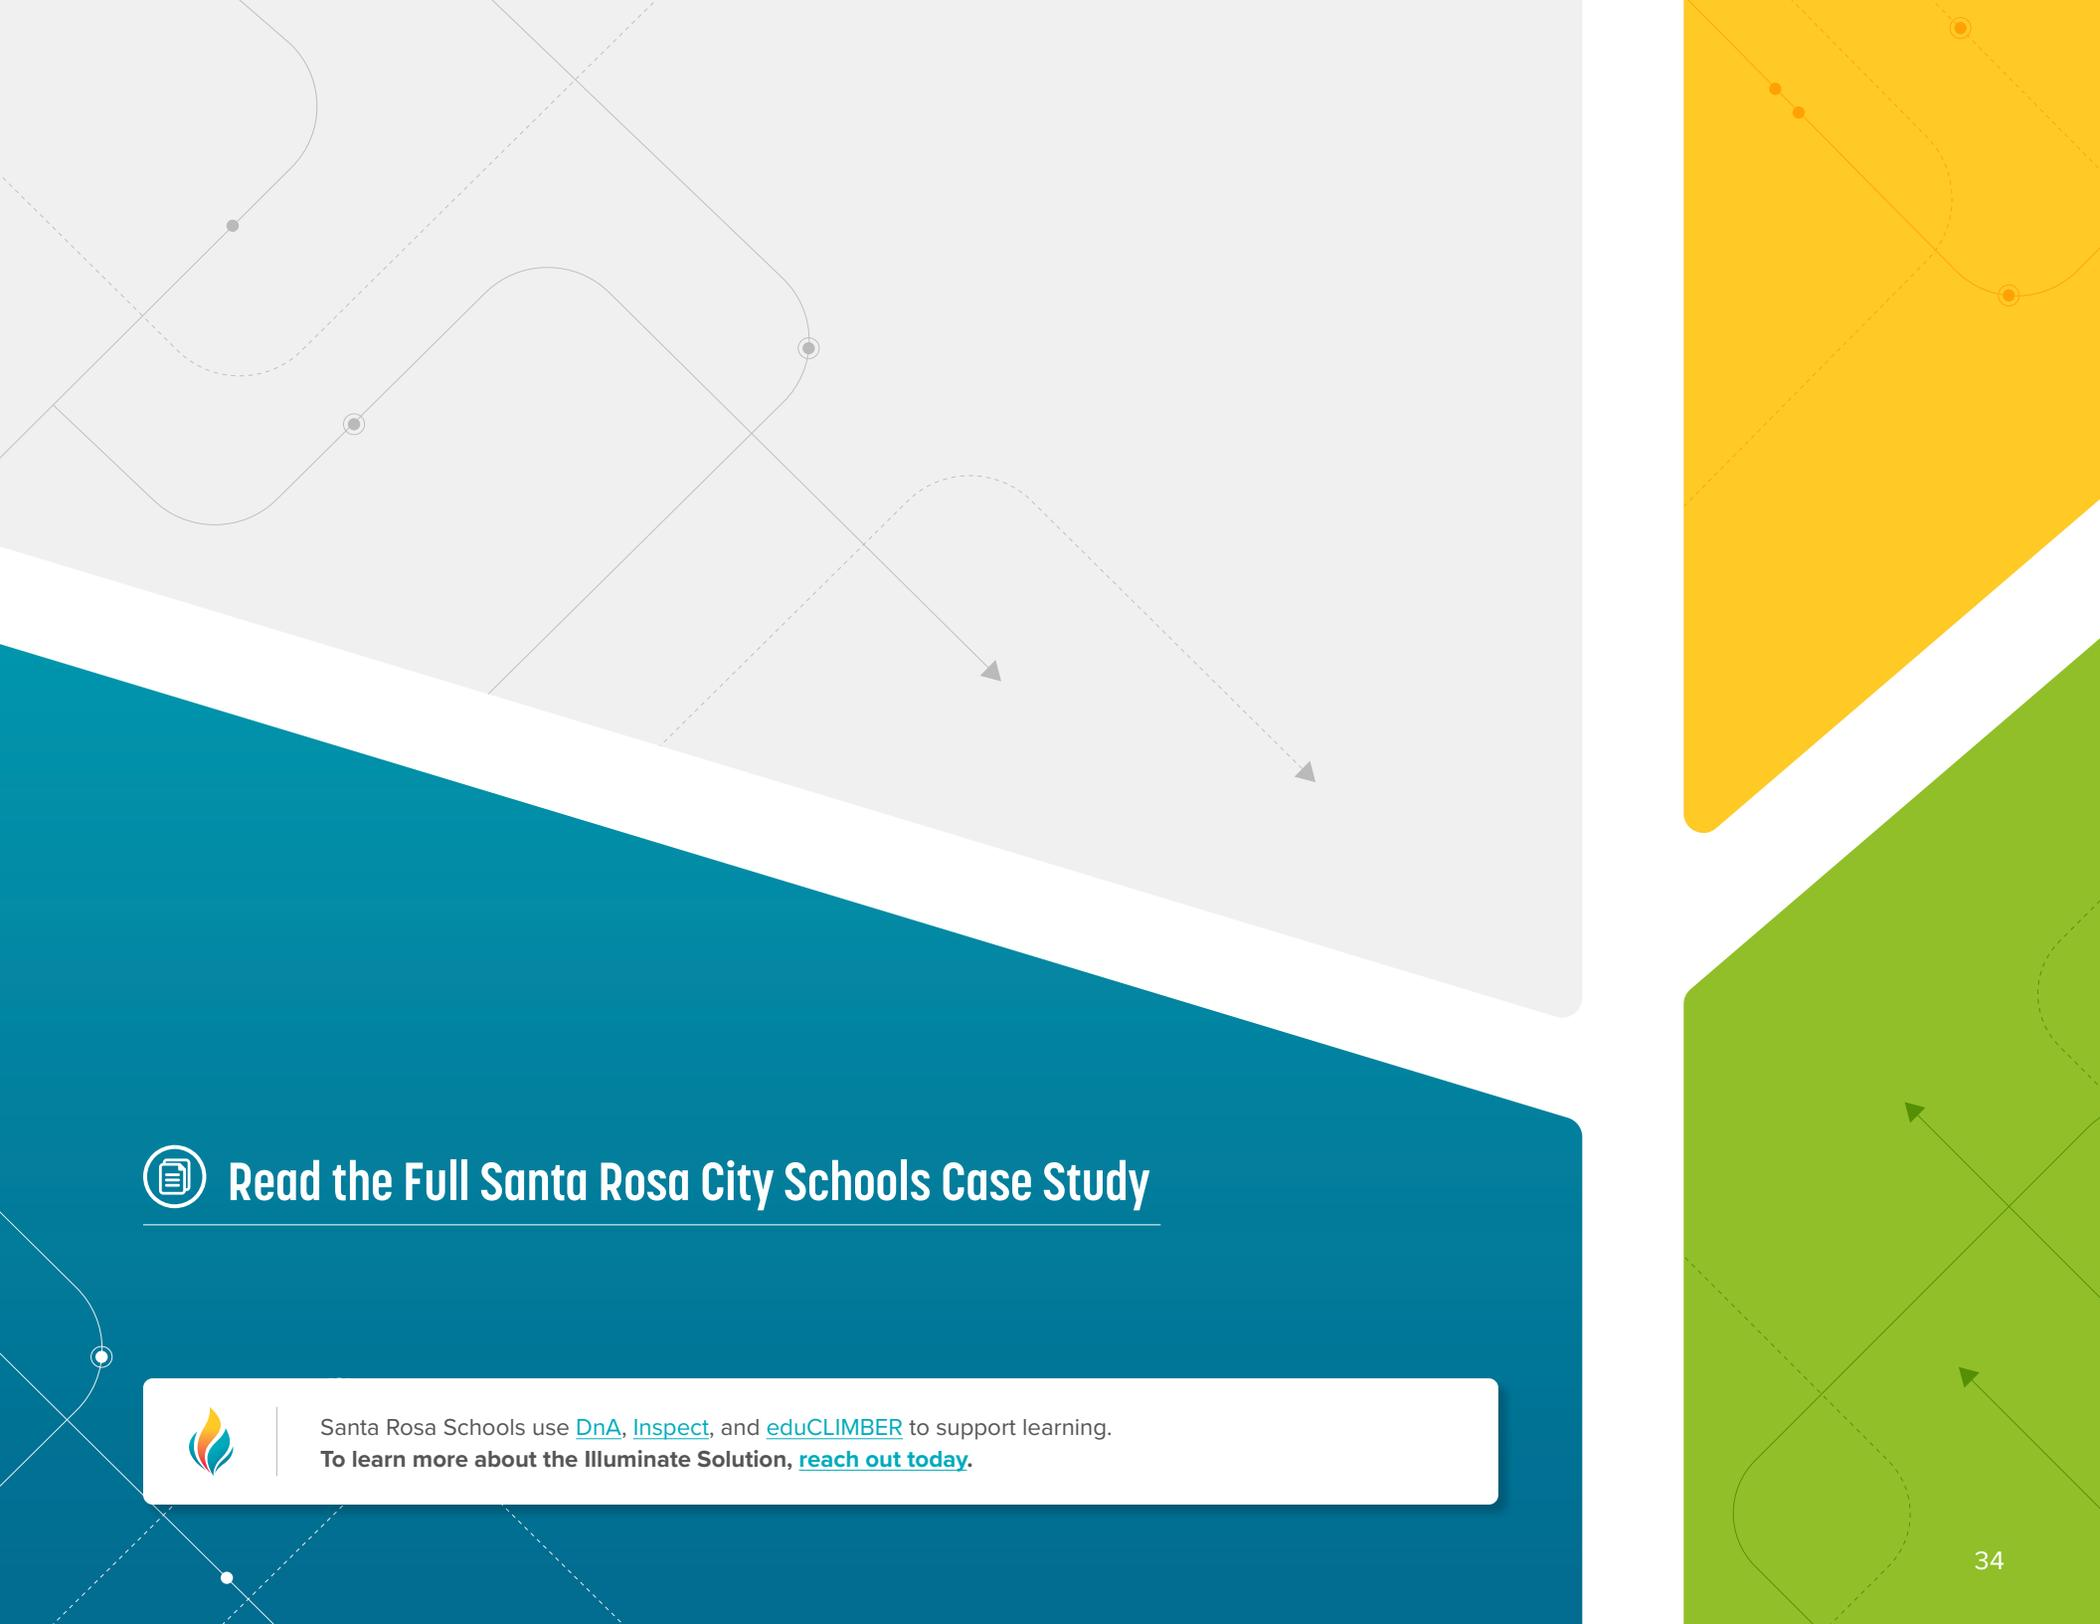 Read the Full Santa Rosa City Schools Case Study
Santa Rosa Schools use DnA, Inspect, and eduCLIMBER to support learning.
To learn more about the Illuminate Solution, reach out today.
34